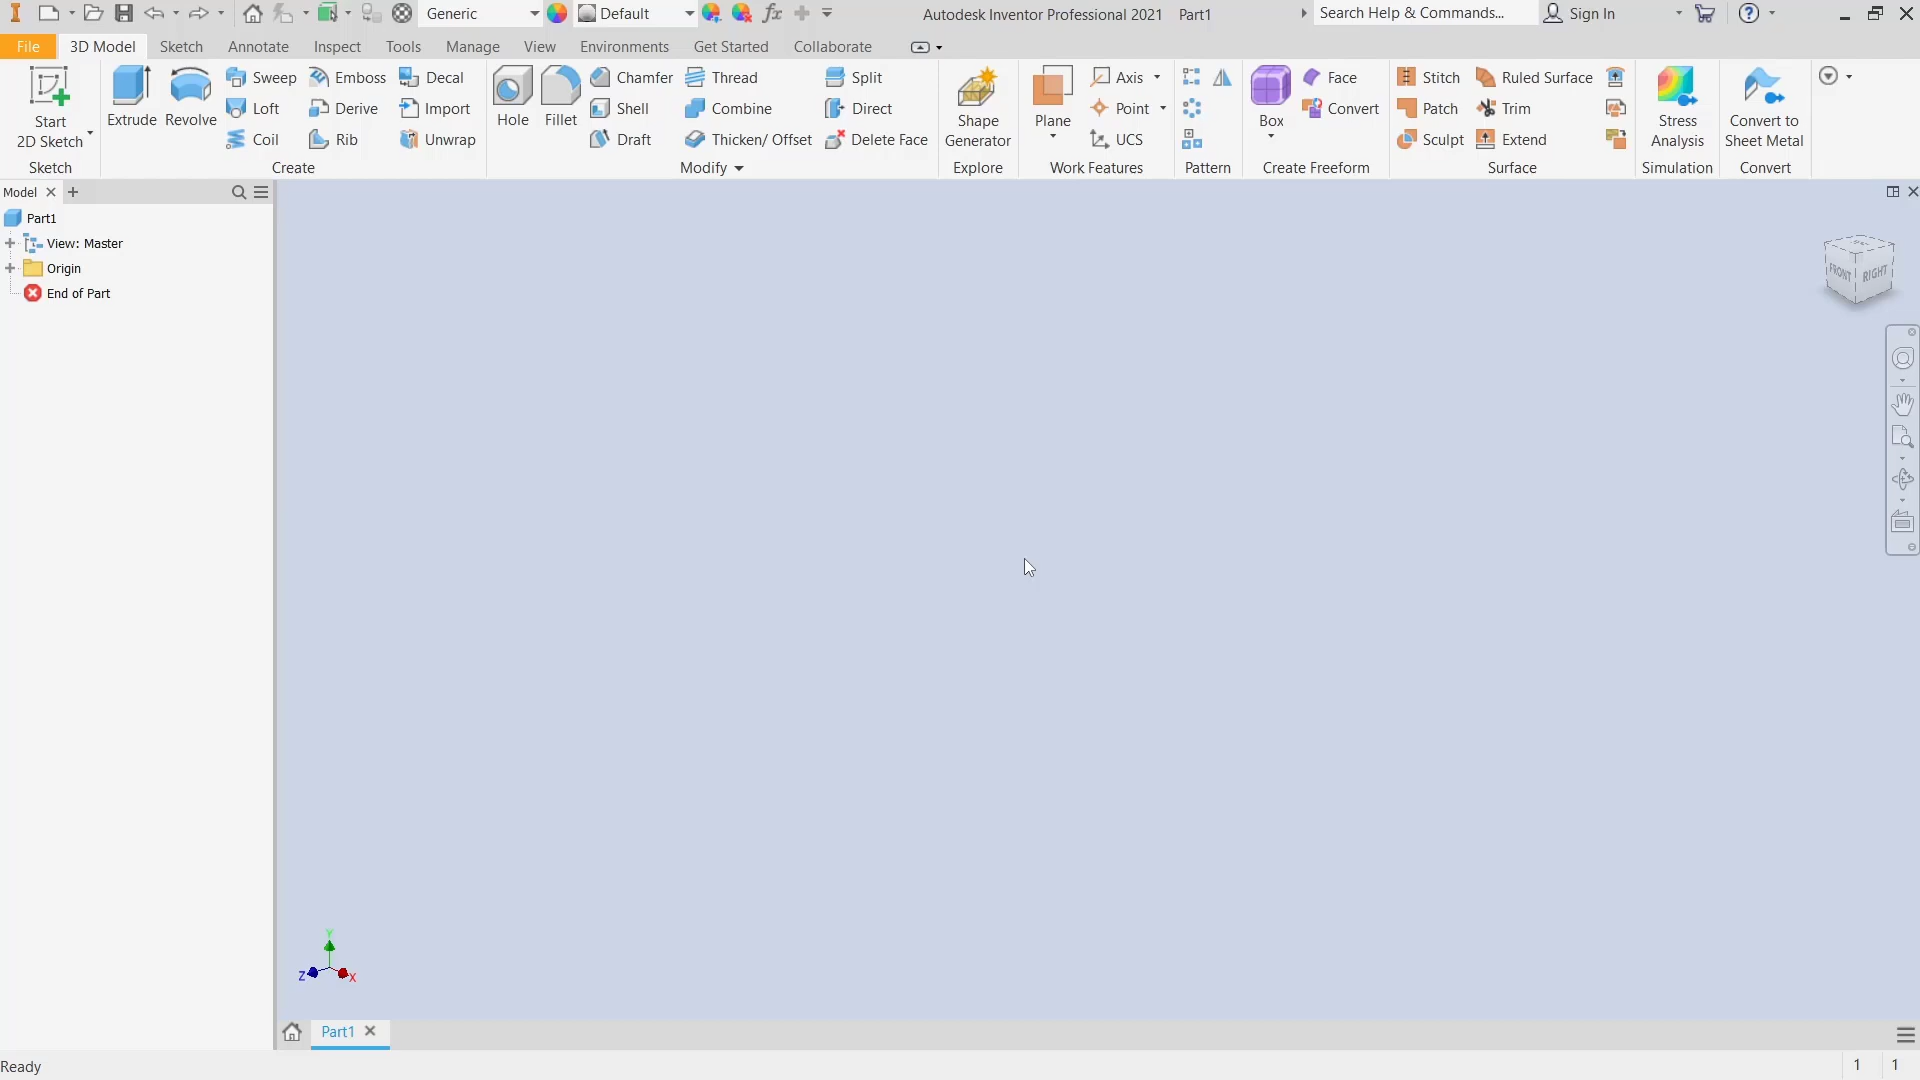 Generic
Default
Autodesk Inventor Professional 2021 Part1
Search Help & Commands...
Sign In
File
3D Model
Sketch
Annotate
Inspect
Tools
Manage
View
Environments
Get Started
Collaborate
Start
2D Sketch
Sketch
Extrude
Revolve
Sweep
Loft
Coil
Emboss
Derive
Rib
Decal
Import
Unwrap
Create
Hole
Fillet
Chamfer
Shell
Draft
Thread
Combine
Thicken/ Offset
Split
Direct
Delete Face
Modify
Shape
Generator
Explore
Plane
Axis
Point
UCS
Work Features
Pattern
Box
Face
Convert
Create Freeform
Stitch
Patch
Sculpt
Ruled Surface
Trim
Extend
Surface
Stress
Analysis
Simulation
Convert to
Sheet Metal
Convert
Model
Part1
View: Master
Origin
End of Part
FRONT
RIGHT
Y
Z
X
Part1
Ready
1
1